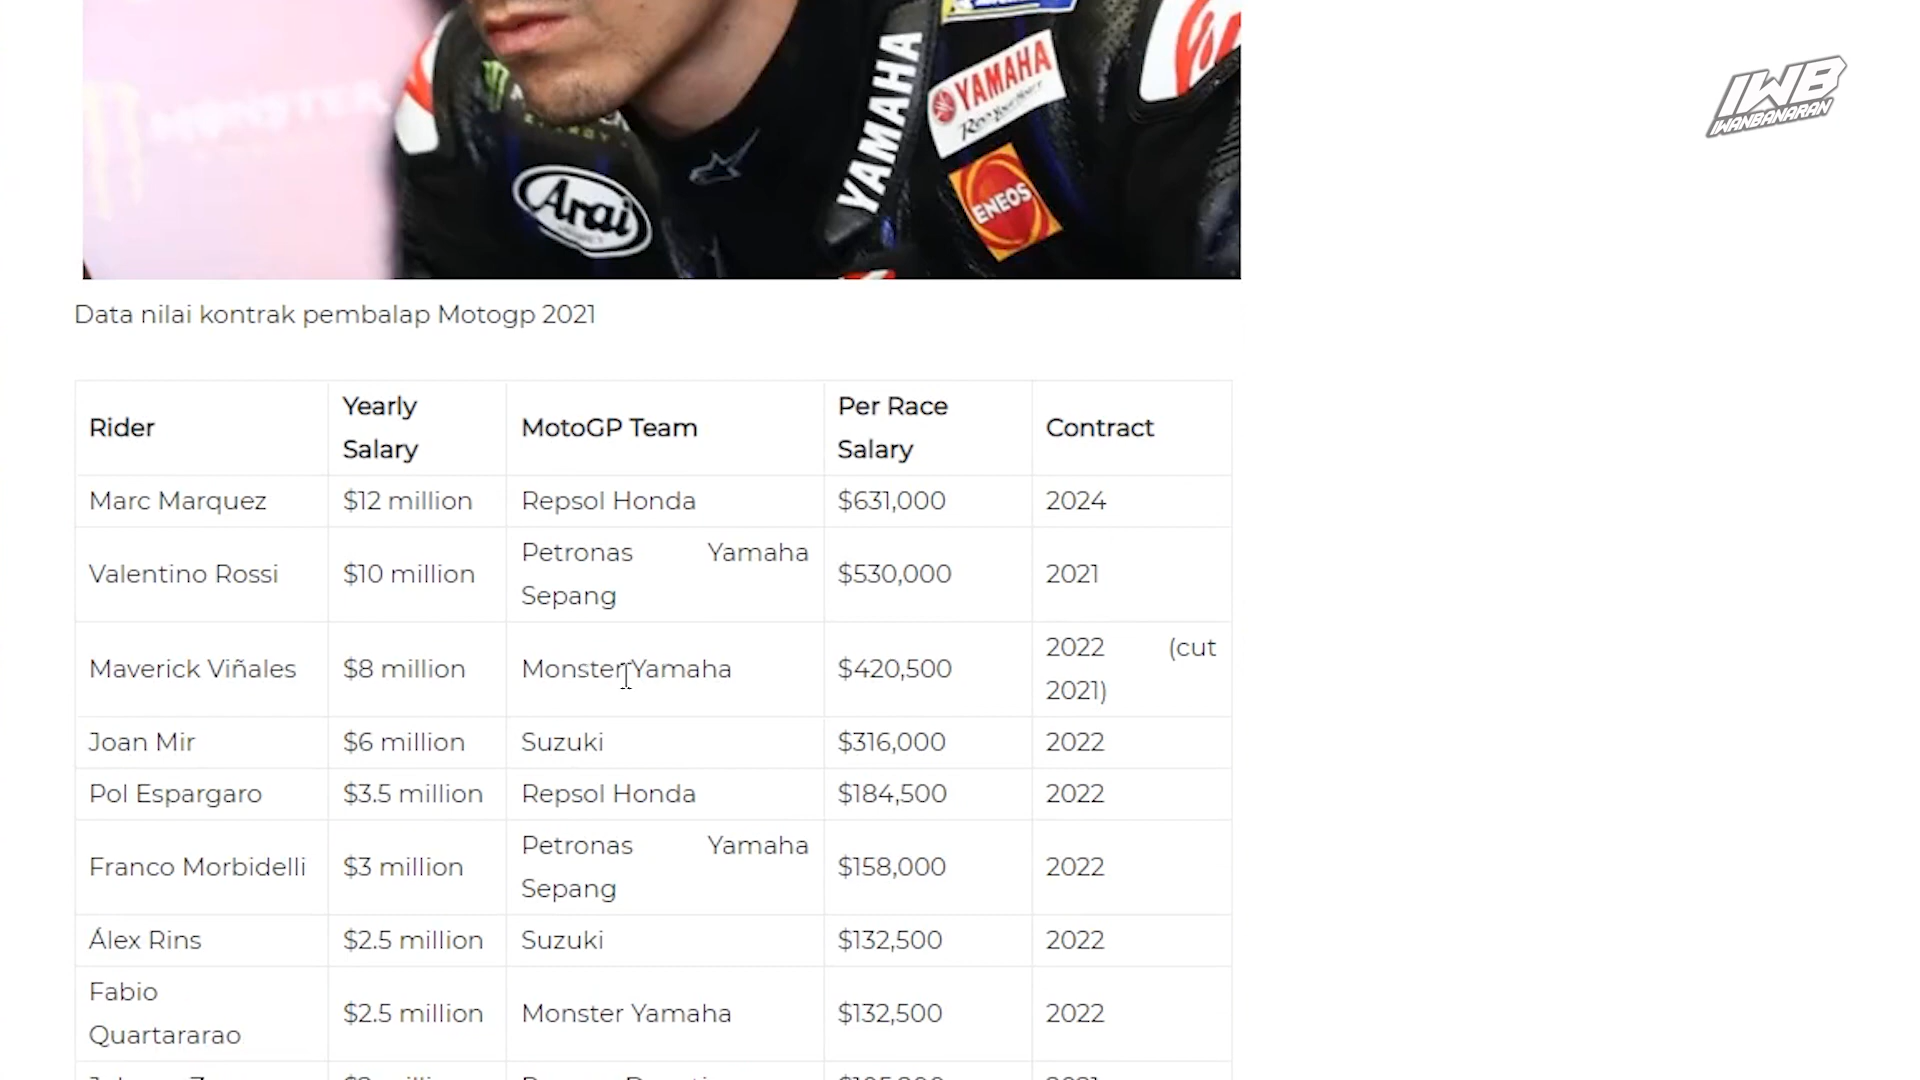 MONSTER
YAMAHA
YAMAHA
Arai
ENEOS
IWB
IWANBANARAN
Data nilai kontrak pembalap Motogp 2021
Rider
Yearly
Salary
MotoGP Team
Per Race
Salary
Contract
Marc Marquez $12 million Repsol Honda $631,000 2024
Valentino Rossi $10 million
Petronas Yamaha
Sepang
$530,000 2021
Maverick Viñales $8 million Monster Yamaha $420,500
2022 (cut
2021)
Joan Mir $6 million Suzuki $316,000 2022
Pol Espargaro $3.5 million Repsol Honda $184,500 2022
Franco Morbidelli $3 million
Petronas Yamaha
Sepang
$158,000 2022
Álex Rins $2.5 million Suzuki $132,500 2022
Fabio
Quartararao
$2.5 million Monster Yamaha $132,500 2022